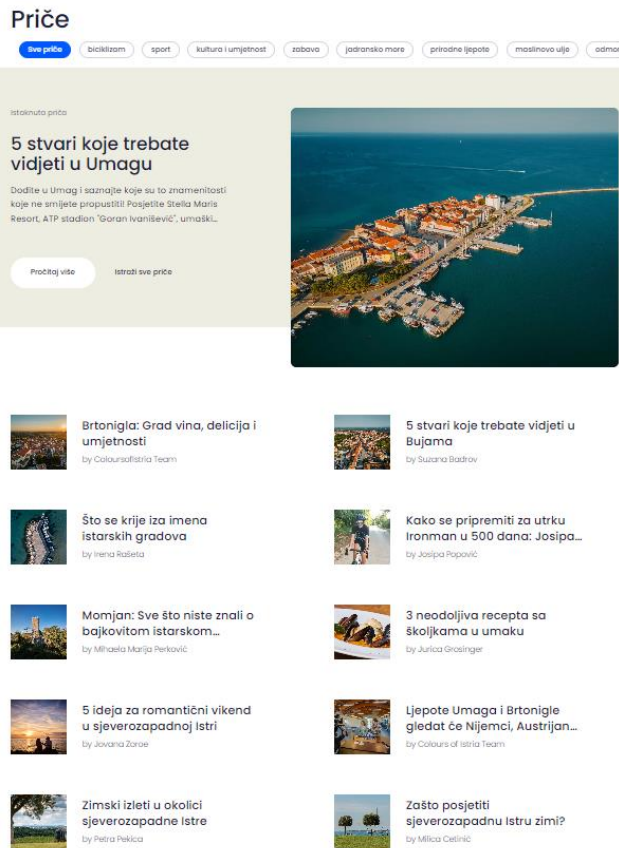 Priče
Sve priče
biciklizam
sport
kultura i umjetnost
zabava
jadransko more
prirodne ljepote
maslinovo ulje
odmor
Istaknuta priča
5 stvari koje trebate
vidjeti u Umagu
Dođite u Umag i saznajte koje su to znamenitosti
koje ne smijete propustiti! Posjetite Stella Maris
Resort, ATP stadion "Goran Ivanišević", umaški...
Pročitaj više
Istraži sve priče
Brtonigla: Grad vina, delicija i
umjetnosti
by ColoursofIstria Team
5 stvari koje trebate vidjeti u
Bujama
by Suzana Badrov
Što se krije iza imena
istarskih gradova
by Irena Rašeta
Kako se pripremiti za utrku
Ironman u 500 dana: Josipa...
by Josipa Popović
Momjan: Sve što niste znali o
bajkovitom istarskom...
by Mihaela Marija Perković
3 neodoljiva recepta sa
školjkama u umaku
by Jurica Grosinger
5 ideja za romantični vikend
u sjeverozapadnoj Istri
by Jovana Zorae
Ljepote Umaga i Brtonigle
gledat će Nijemci, Austrijan...
by Colours of Istria Team
Zimski izleti u okolici
sjeverozapadne Istre
by Petra Pekica
Zašto posjetiti
sjeverozapadnu Istru zimi?
by Milica Cetinić